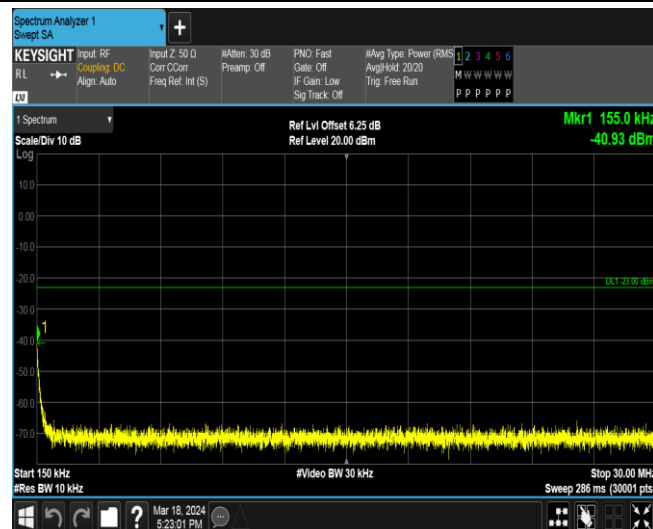 Spectrum Analyzer 1
Swept SA
+
KEYSIGHT Input: RF Input Z: 50 Ω #Atten: 30 dB PNO: Fast #Avg Type: Power (RMS 1 2 3 4 5 6
RL Coupling: DC Corr CCorr Preamp: Off Gate: Off Avg|Hold: 20/20 M W W W W W
Align: Auto Freq Ref: Int (S) IF Gain: Low Trig: Free Run
Sig Track: Off P P P P P P
LXI
1 Spectrum
Ref Lvl Offset 6.25 dB Mkr1 155.0 kHz
Scale/Div 10 dB Ref Level 20.00 dBm -40.93 dBm
Log
10.0
0.00
-10.0
-20.0
DL1 -23.00 dBm
-30.0
1
-40.0
-50.0
-60.0
-70.0
Start 150 kHz #Video BW 30 kHz Stop 30.00 MHz
#Res BW 10 kHz Sweep 286 ms (30001 pts
? Mar 18, 2024
5:23:01 PM